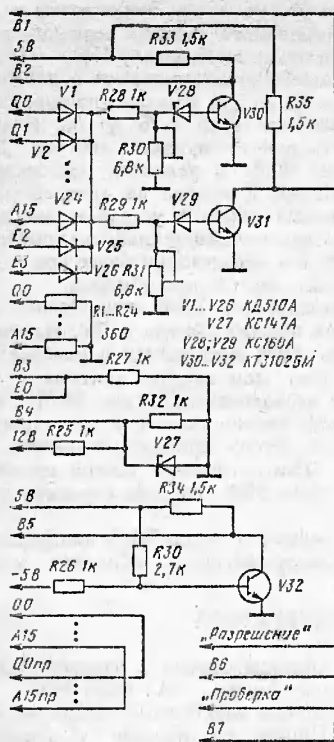 B1
5В
B2
R33 1,5к
Q0
V1
R28 1к
V28
V30
R35
1,5к
Q1
V2
R30
6,8к
V24
R29 1к
V29
V31
A15
E2
V25
E3
V26
R31
6,8к
Q0
R1...R24
A15
360
V1...V26 КД510А
V27 КС147А
V28;V29 КС168А
V30...V32 КТ3102БМ
B3
R27 1к
E0
B4
R32 1к
12В
R25 1к
V27
5В
R34 1,5к
B5
R30
2,7к
-5В
R26 1к
V32
Q0
A15
Q0пр
A15пр
„Разрешение"
B6
„Проверка"
B7